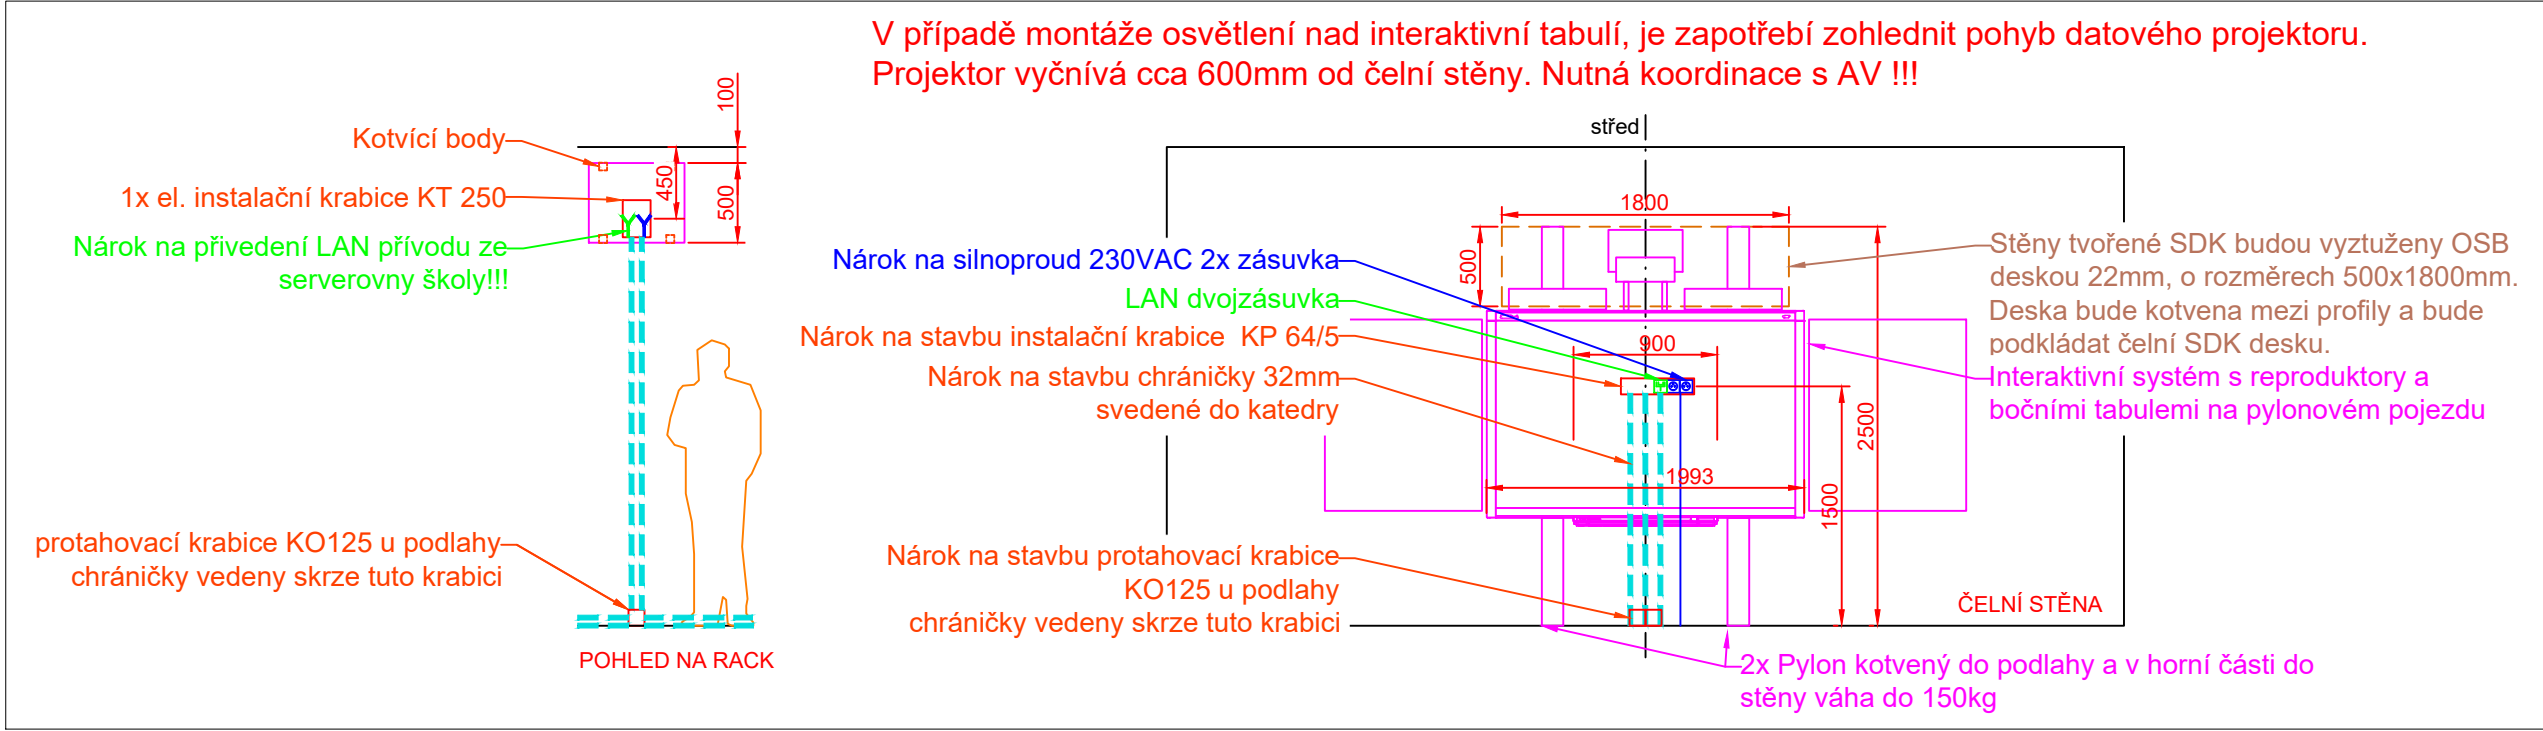 V případě montáže osvětlení nad interaktivní tabulí, je zapotřebí zohlednit pohyb datového projektoru.
Projektor vyčnívá cca 600mm od čelní stěny. Nutná koordinace s AV !!!
100
Kotvící body
1x el. instalační krabice KT 250
450
500
Nárok na přivedení LAN přívodu ze
serverovny školy!!!
protahovací krabice KO125 u podlahy
chráničky vedeny skrze tuto krabici
POHLED NA RACK
střed
1800
500
Nárok na silnoproud 230VAC 2x zásuvka
LAN dvojzásuvka
Nárok na stavbu instalační krabice  KP 64/5
900
Nárok na stavbu chráničky 32mm
svedené do katedry
1993
1500
2500
Nárok na stavbu protahovací krabice
KO125 u podlahy
chráničky vedeny skrze tuto krabici
Stěny tvořené SDK budou vyztuženy OSB
deskou 22mm, o rozměrech 500x1800mm.
Deska bude kotvena mezi profily a bude
podkládat čelní SDK desku.
Interaktivní systém s reproduktory a
bočními tabulemi na pylonovém pojezdu
ČELNÍ STĚNA
2x Pylon kotvený do podlahy a v horní části do
stěny váha do 150kg